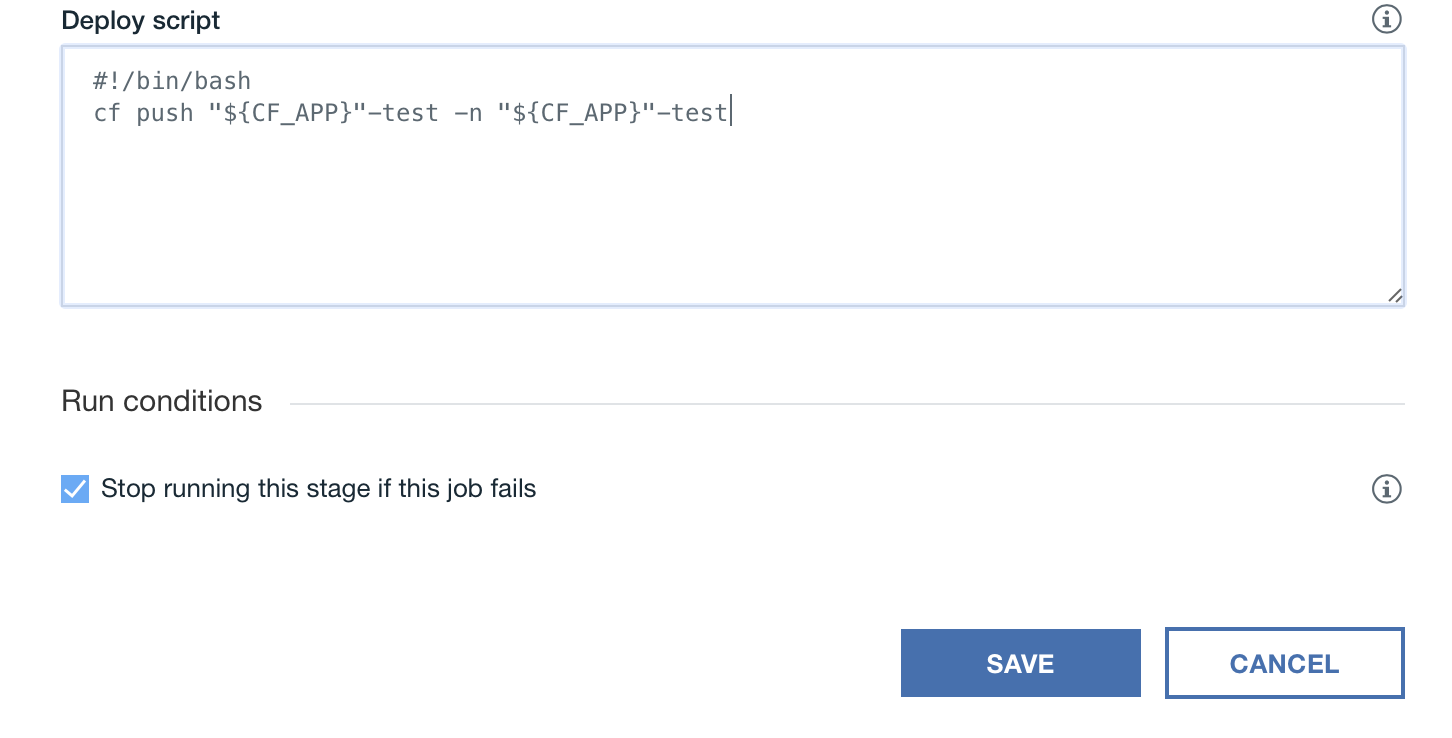 Deploy script
#!/bin/bash
cf push "${CF_APP}"-test -n "${CF_APP}"-test
Run conditions
Stop running this stage if this job fails
SAVE
CANCEL